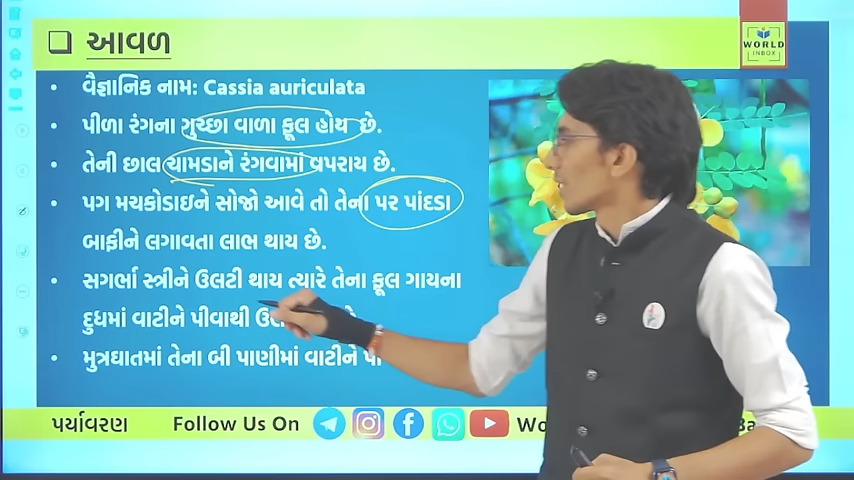 ❑ આવળ
WORLD
INBOX
• વૈજ્ઞાનિક નામ: Cassia auriculata
• પીળા રંગના ગુચ્છા વાળા ફૂલ હોય છે.
• તેની છાલ ચામડાને રંગવામાં વપરાય છે.
• પગ મચકોડાઇને સોજો આવે તો તેના પર પાંદડા
બાફીને લગાવતા લાભ થાય છે.
• સગર્ભા સ્ત્રીને ઉલટી થાય ત્યારે તેના ફૂલ ગાયના
દુધમાં વાટીને પીવાથી
• મુત્રઘાતમાં તેના બી પાણીમાં વાટીને
પર્યાવરણ Follow Us On